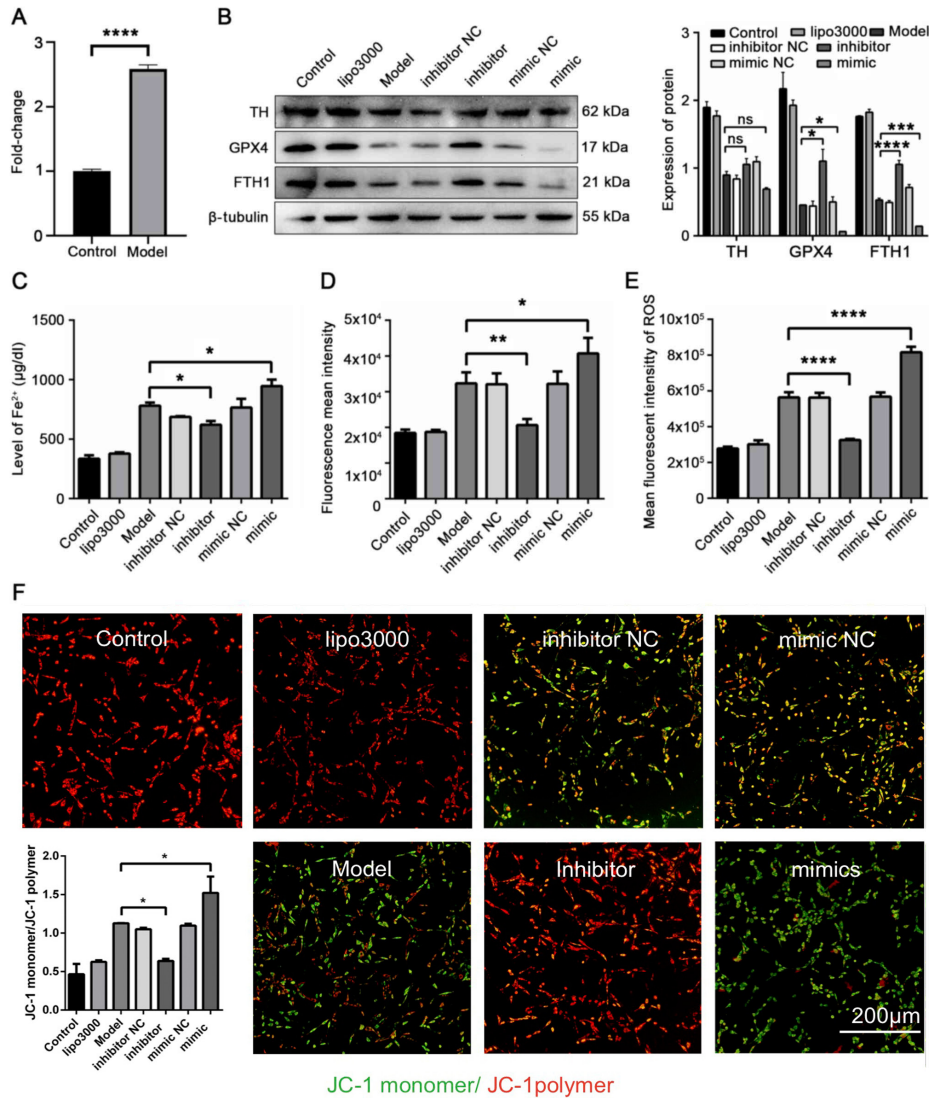 A
****
Fold-change
3
2
1
0
Control
Model
B
Control
lipo3000
Model
inhibitor NC
inhibitor
mimic NC
mimic
TH
62 kDa
GPX4
17 kDa
FTH1
21 kDa
β-tubulin
55 kDa
Control
lipo3000
Model
inhibitor NC
inhibitor
mimic NC
mimic
Expression of protein
3
2
1
0
ns
ns
*
*
***
****
TH
GPX4
FTH1
C
Level of Fe²⁺ (μg/dl)
1500
1000
500
0
*
*
Control
lipo3000
Model
inhibitor NC
inhibitor
mimic NC
mimic
D
Fluorescence mean intensity
5x10⁴
4x10⁴
3x10⁴
2x10⁴
1x10⁴
0
*
**
Control
lipo3000
Model
inhibitor NC
inhibitor
mimic NC
mimic
E
Mean fluorescent intensitty of ROS
10x10⁵
8x10⁵
6x10⁵
4x10⁵
2x10⁵
0
****
****
Control
lipo3000
Model
inhibitor NC
inhibitor
mimic NC
mimic
F
Control
lipo3000
inhibitor NC
mimic NC
JC-1 monomer/JC-1 polymer
2.0
1.5
1.0
0.5
0.0
*
*
Control
lipo3000
Model
inhibitor NC
inhibitor
mimic NC
mimic
Model
Inhibitor
mimics
200μm
JC-1 monomer/ JC-1polymer